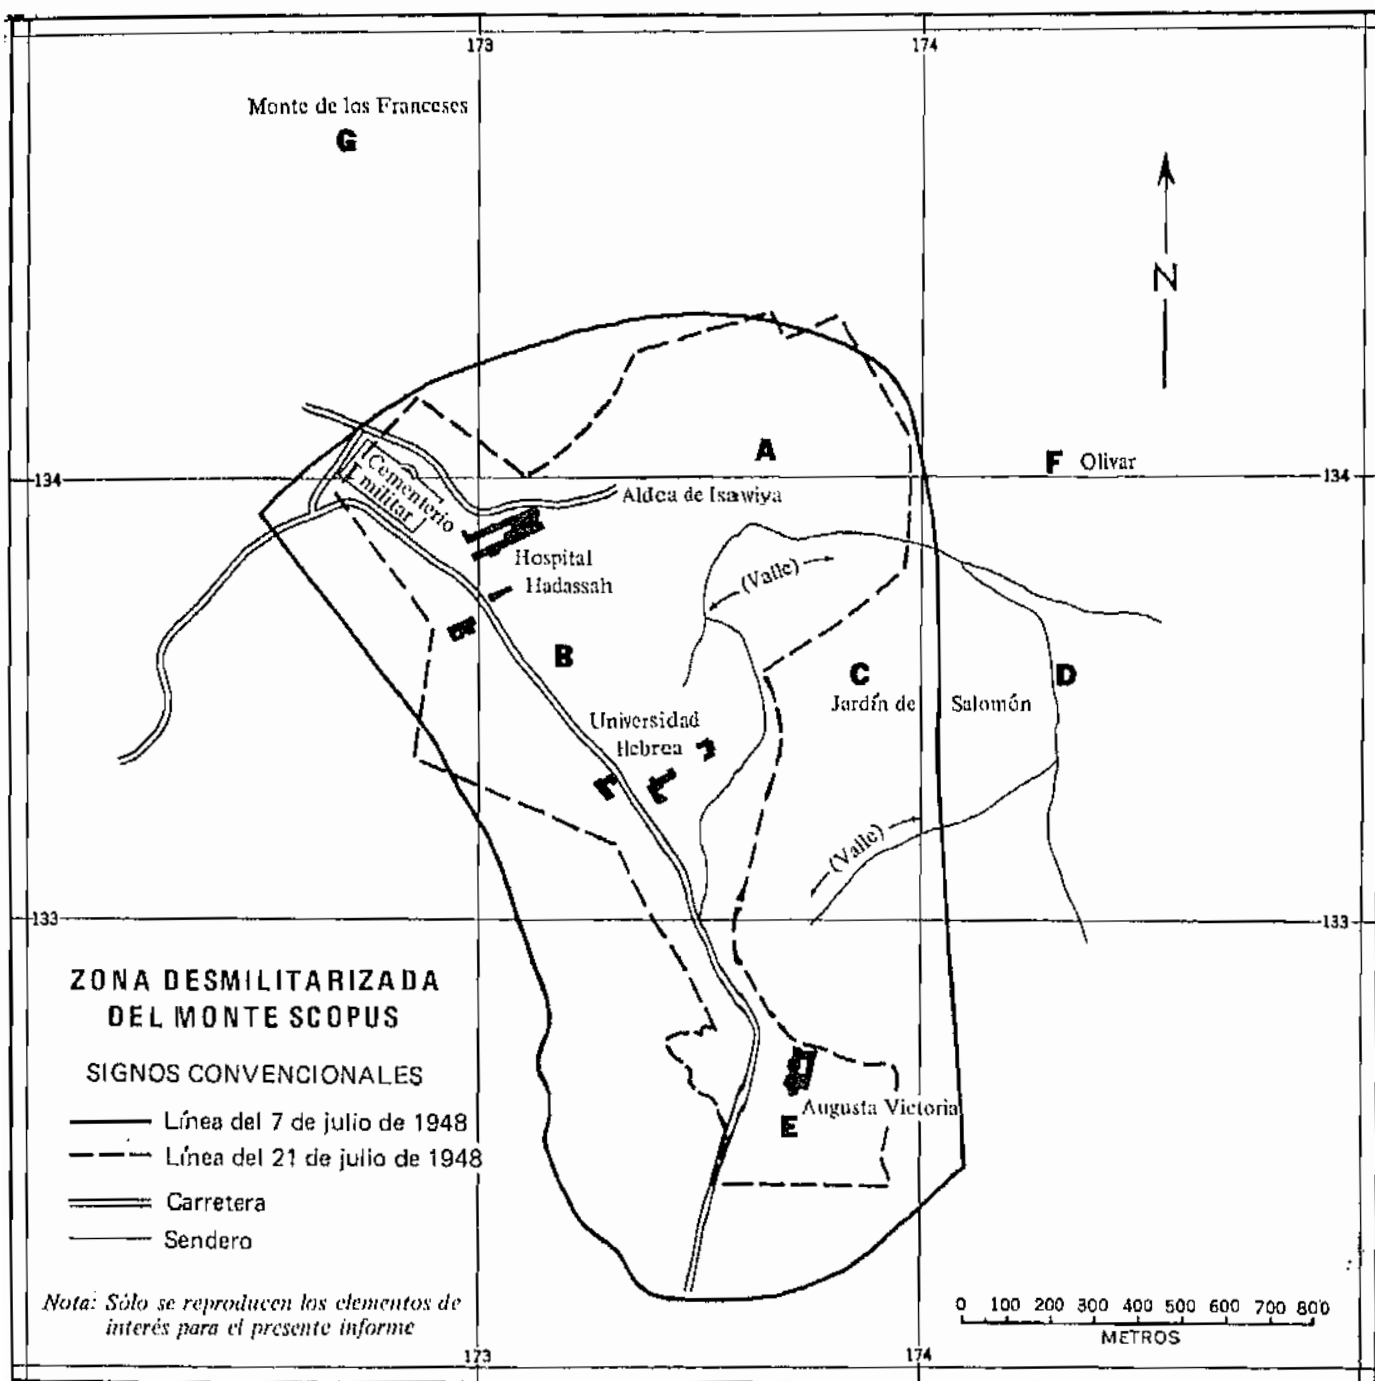 173
174
Monte de los Franceses
G
N
A
134
F Olivar
134
Cementerio
militar
Aldea de Isawiya
Hospital
Hadassah
(Valle)
B
C
D
Jardín de Salomón
Universidad
Hebrea
(Valle)
133
133
ZONA DESMILITARIZADA
DEL MONTE SCOPUS
SIGNOS CONVENCIONALES
Línea del 7 de julio de 1948
Línea del 21 de julio de 1948
Carretera
Sendero
Augusta Victoria
E
Nota: Sólo se reproducen los elementos de
interés para el presente informe
0 100 200 300 400 500 600 700 800
METROS
173
174